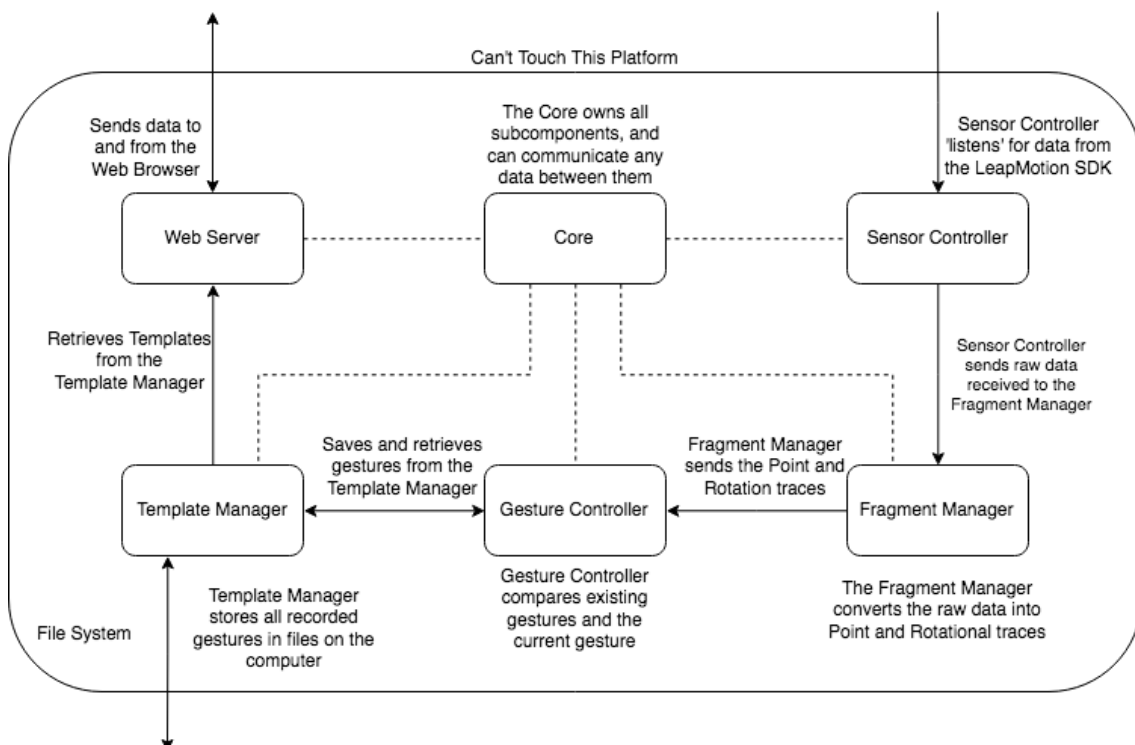 Can't Touch This Platform
Sends data to
and from the
Web Browser
The Core owns all
subcomponents, and
can communicate any
data between them
Sensor Controller
'listens' for data from
the LeapMotion SDK
Web Server
Core
Sensor Controller
Retrieves Templates
from the
Template Manager
Sensor Controller
sends raw data
received to the
Fragment Manager
Saves and retrieves
gestures from the
Template Manager
Fragment Manager
sends the Point and
Rotation traces
Template Manager
Gesture Controller
Fragment Manager
File System
Template Manager
stores all recorded
gestures in files on the
computer
Gesture Controller
compares existing
gestures and the
current gesture
The Fragment Manager
converts the raw data into
Point and Rotational traces